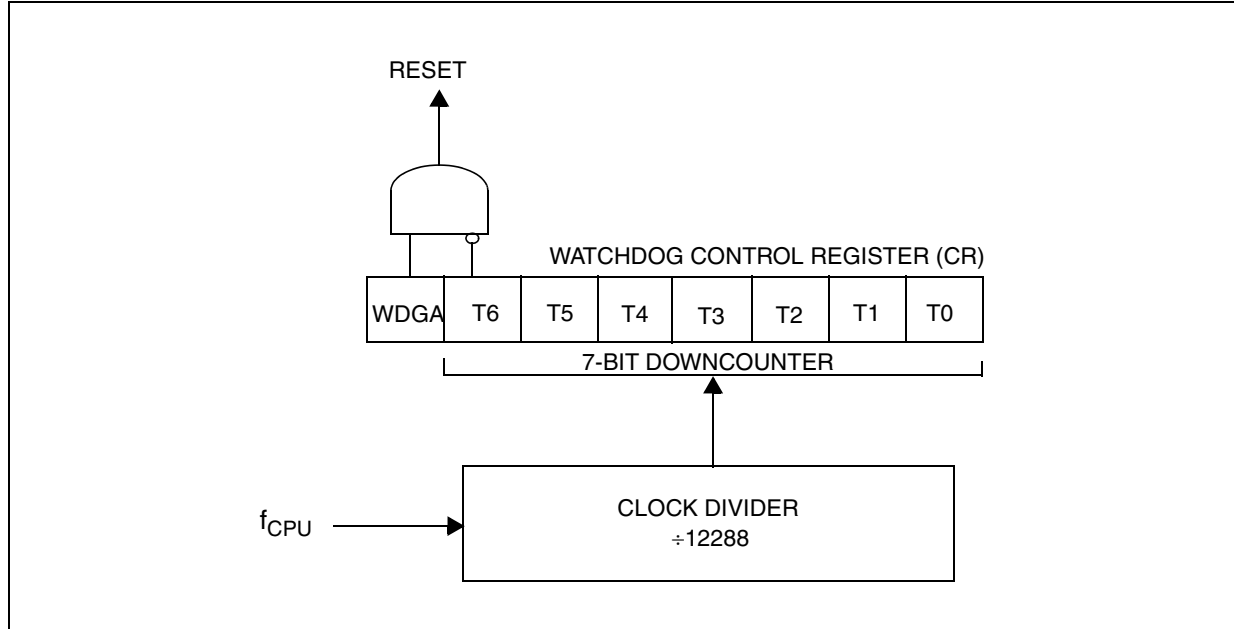 RESET
WATCHDOG CONTROL REGISTER (CR)
WDGA T6 T5 T4 T3 T2 T1 T0
7-BIT DOWNCOUNTER
fCPU
CLOCK DIVIDER
÷12288